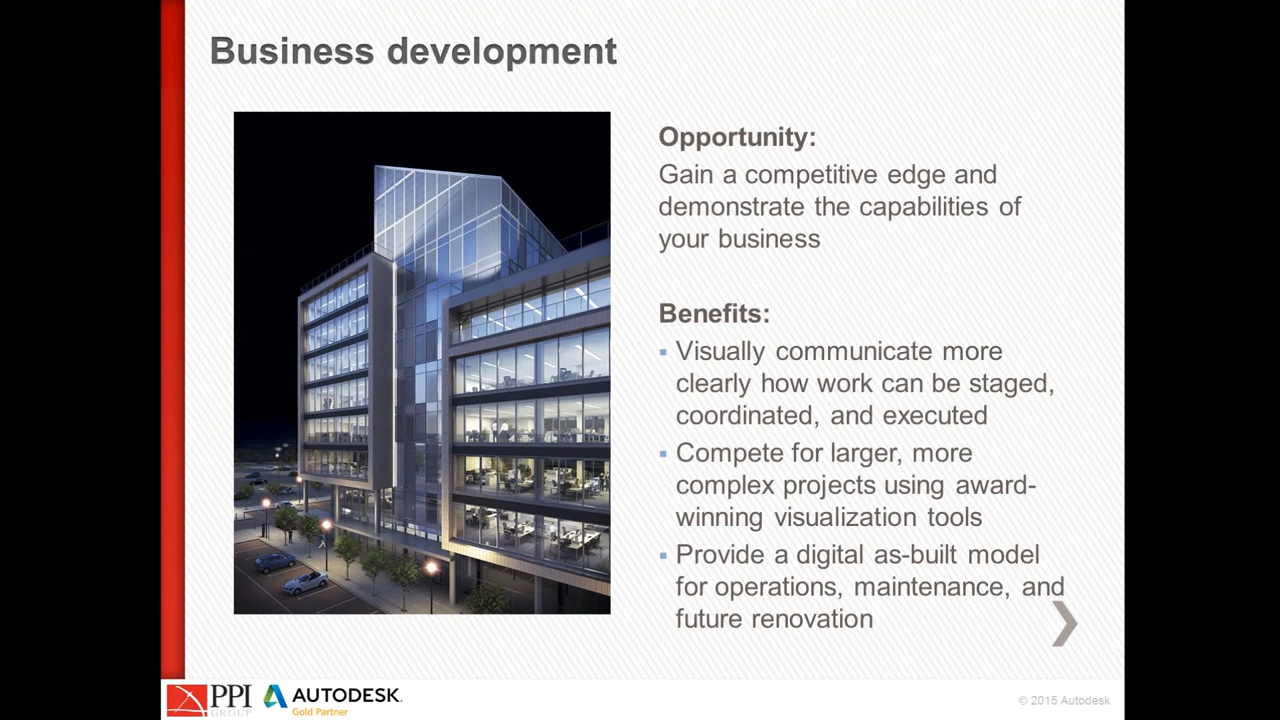 Business development
Opportunity:
Gain a competitive edge and
demonstrate the capabilities of
your business
Benefits:
▪ Visually communicate more
clearly how work can be staged,
coordinated, and executed
▪ Compete for larger, more
complex projects using award-
winning visualization tools
▪ Provide a digital as-built model
for operations, maintenance, and
future renovation
PPI
GROUP
AUTODESK.
Gold Partner
© 2015 Autodesk